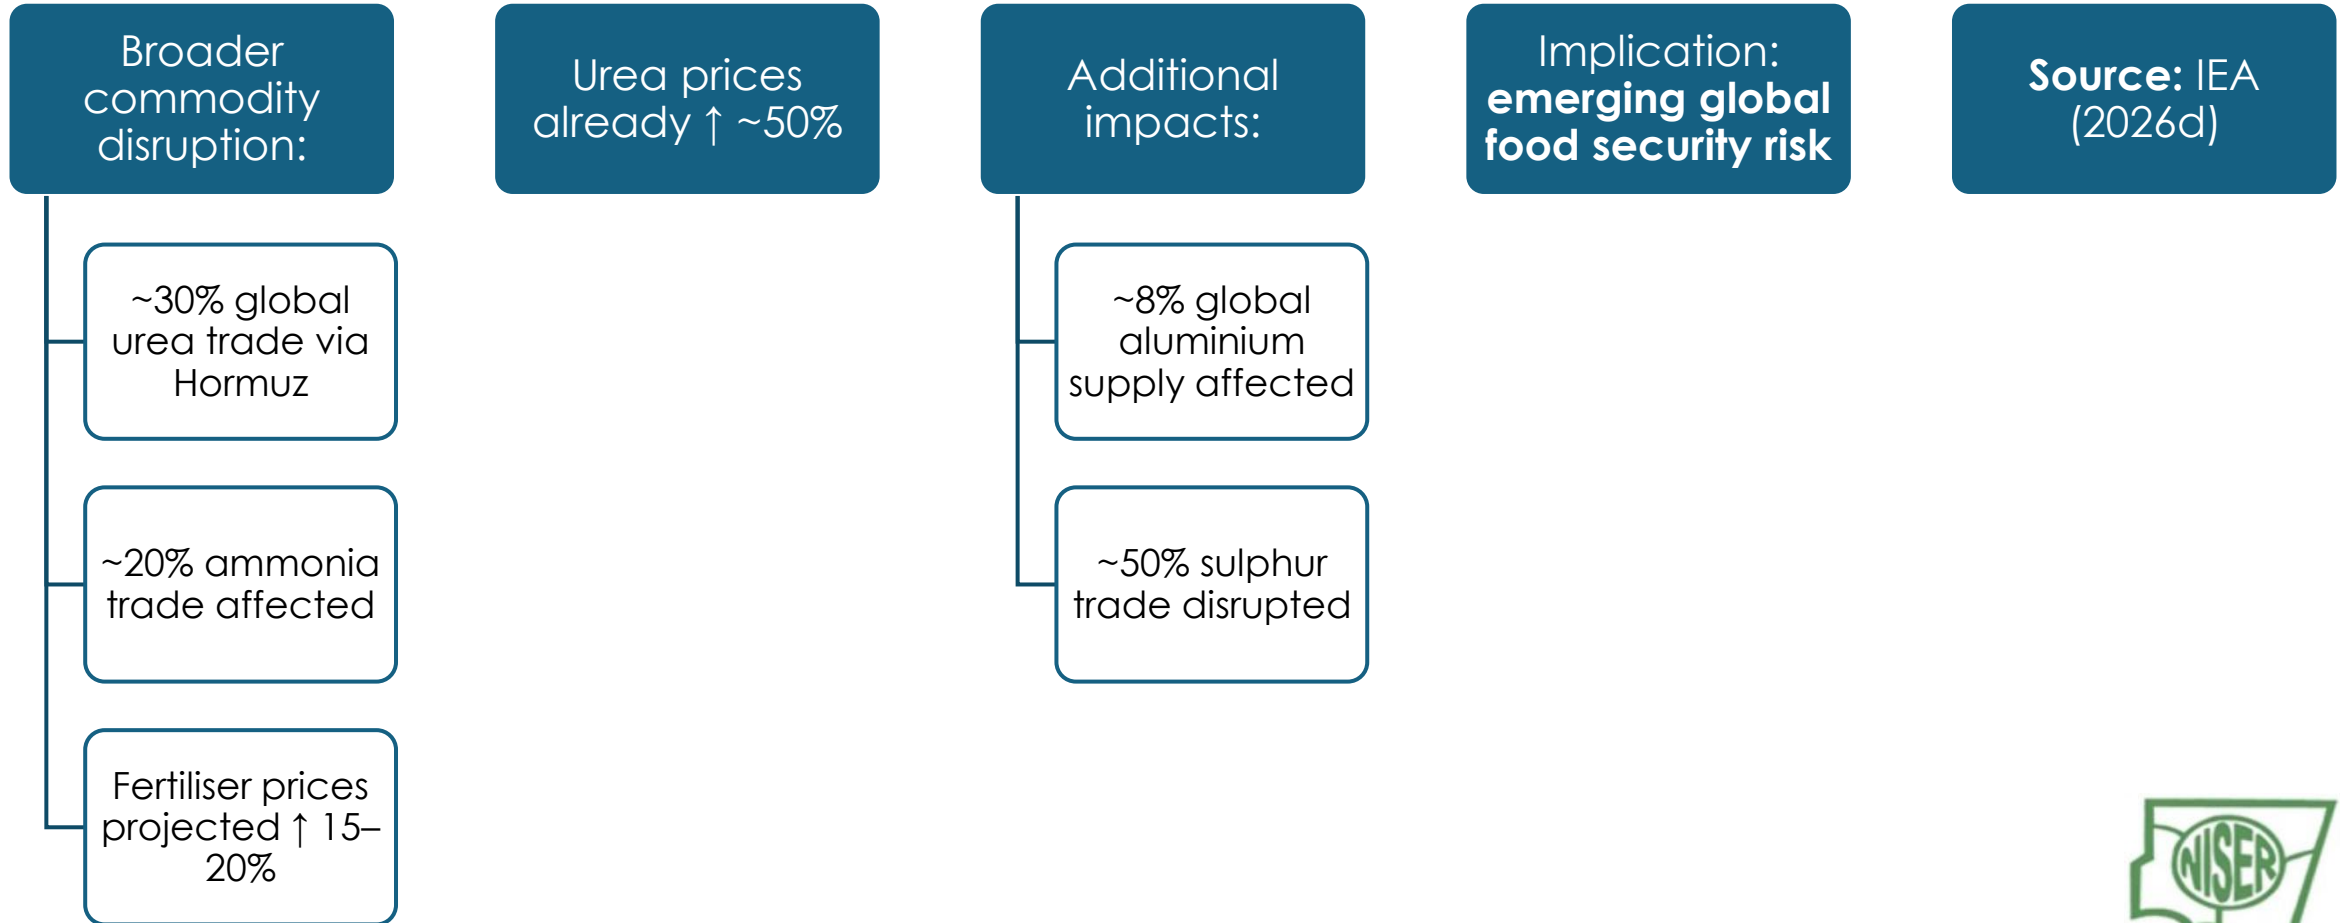 Broader
commodity
disruption:
~30% global
urea trade via
Hormuz
~20% ammonia
trade affected
Fertiliser prices
projected ↑ 15–
20%
Urea prices
already ↑ ~50%
Additional
impacts:
~8% global
aluminium
supply affected
~50% sulphur
trade disrupted
Implication:
emerging global
food security risk
Source: IEA
(2026d)
NISER